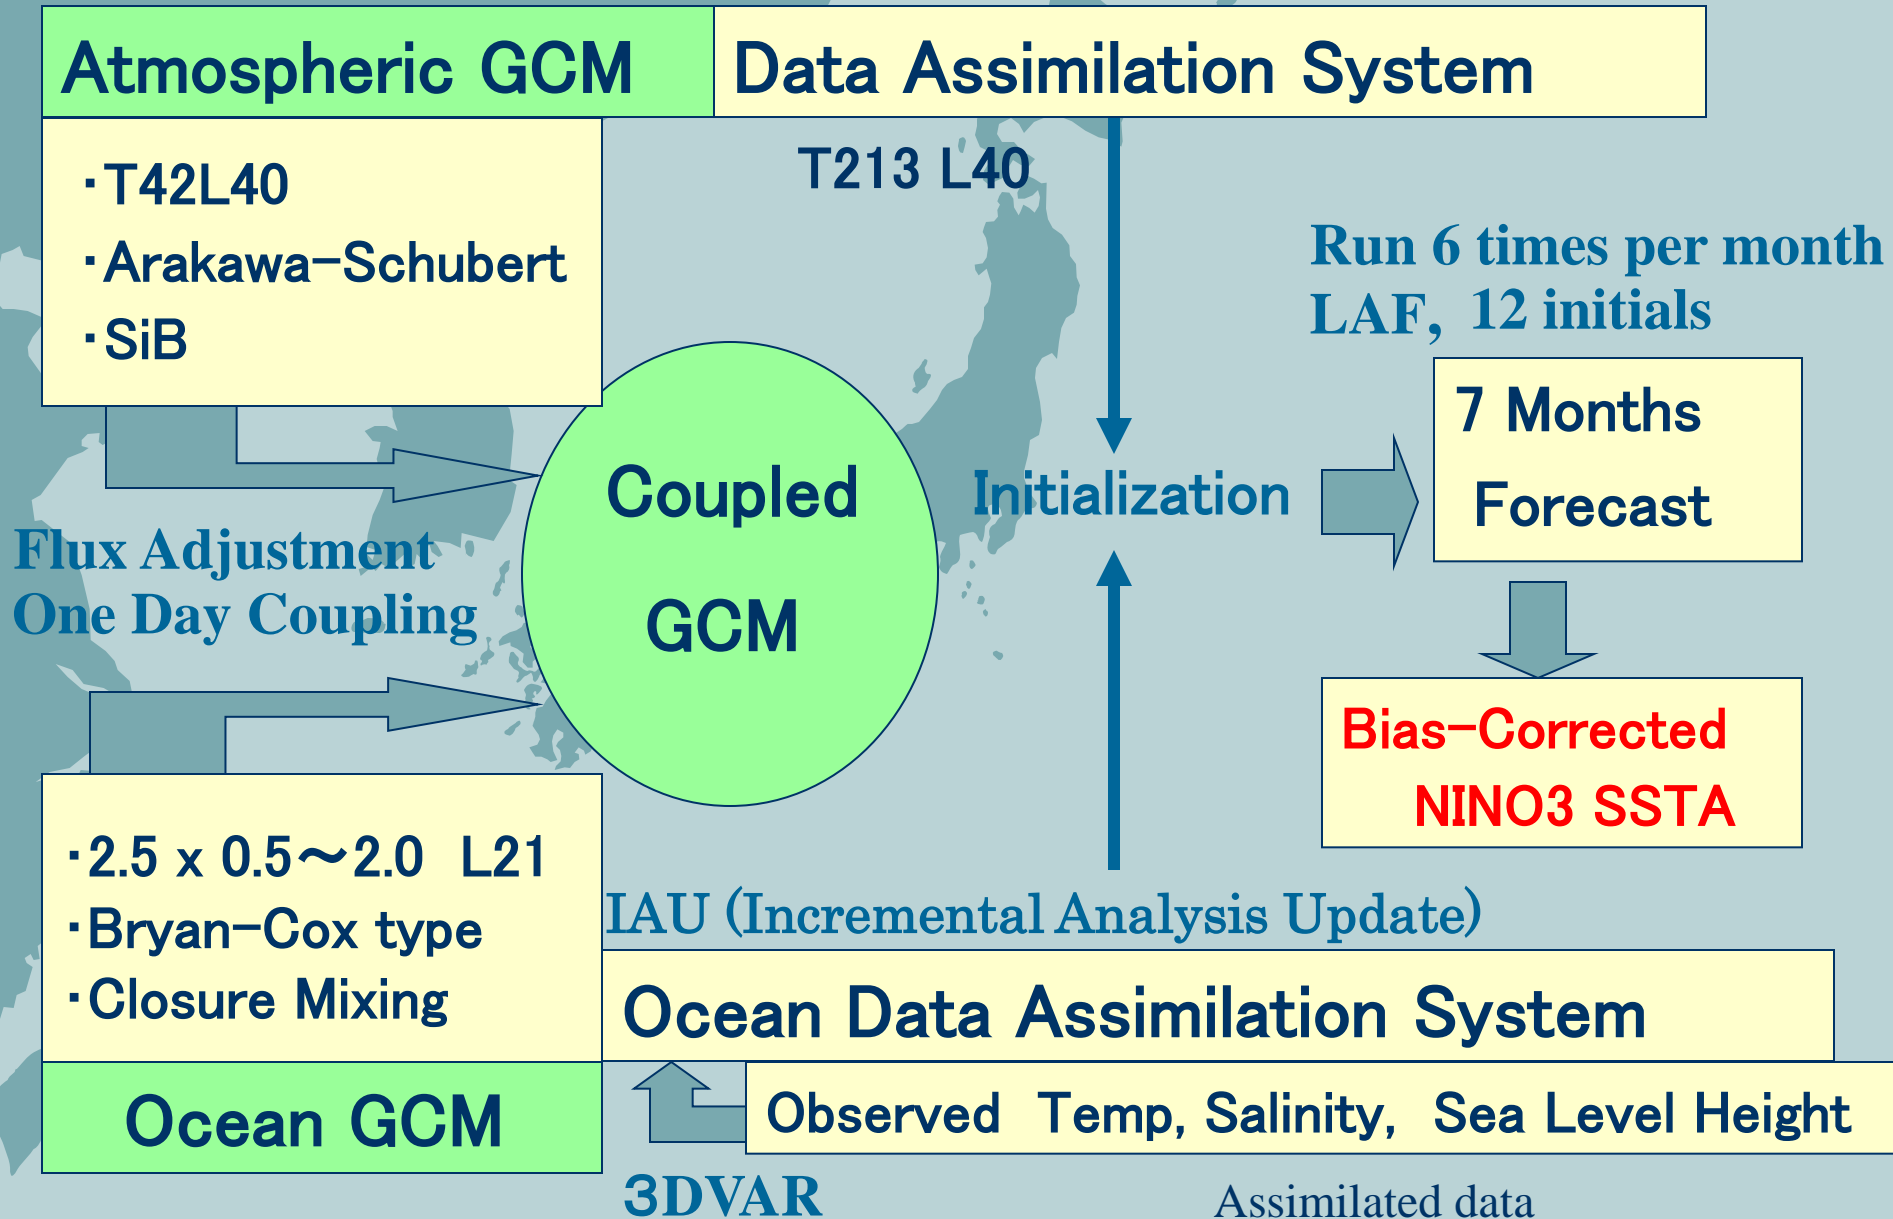 Atmospheric GCM
Data Assimilation System
・T42L40
・Arakawa-Schubert
・SiB
T213 L40
Run 6 times per month
LAF, 12 initials
7 Months
Forecast
Coupled
GCM
Initialization
Flux Adjustment
One Day Coupling
Bias-Corrected
NINO3 SSTA
・2.5 x 0.5～2.0 L21
・Bryan-Cox type
・Closure Mixing
IAU (Incremental Analysis Update)
Ocean Data Assimilation System
Ocean GCM
Observed Temp, Salinity, Sea Level Height
3DVAR
Assimilated data